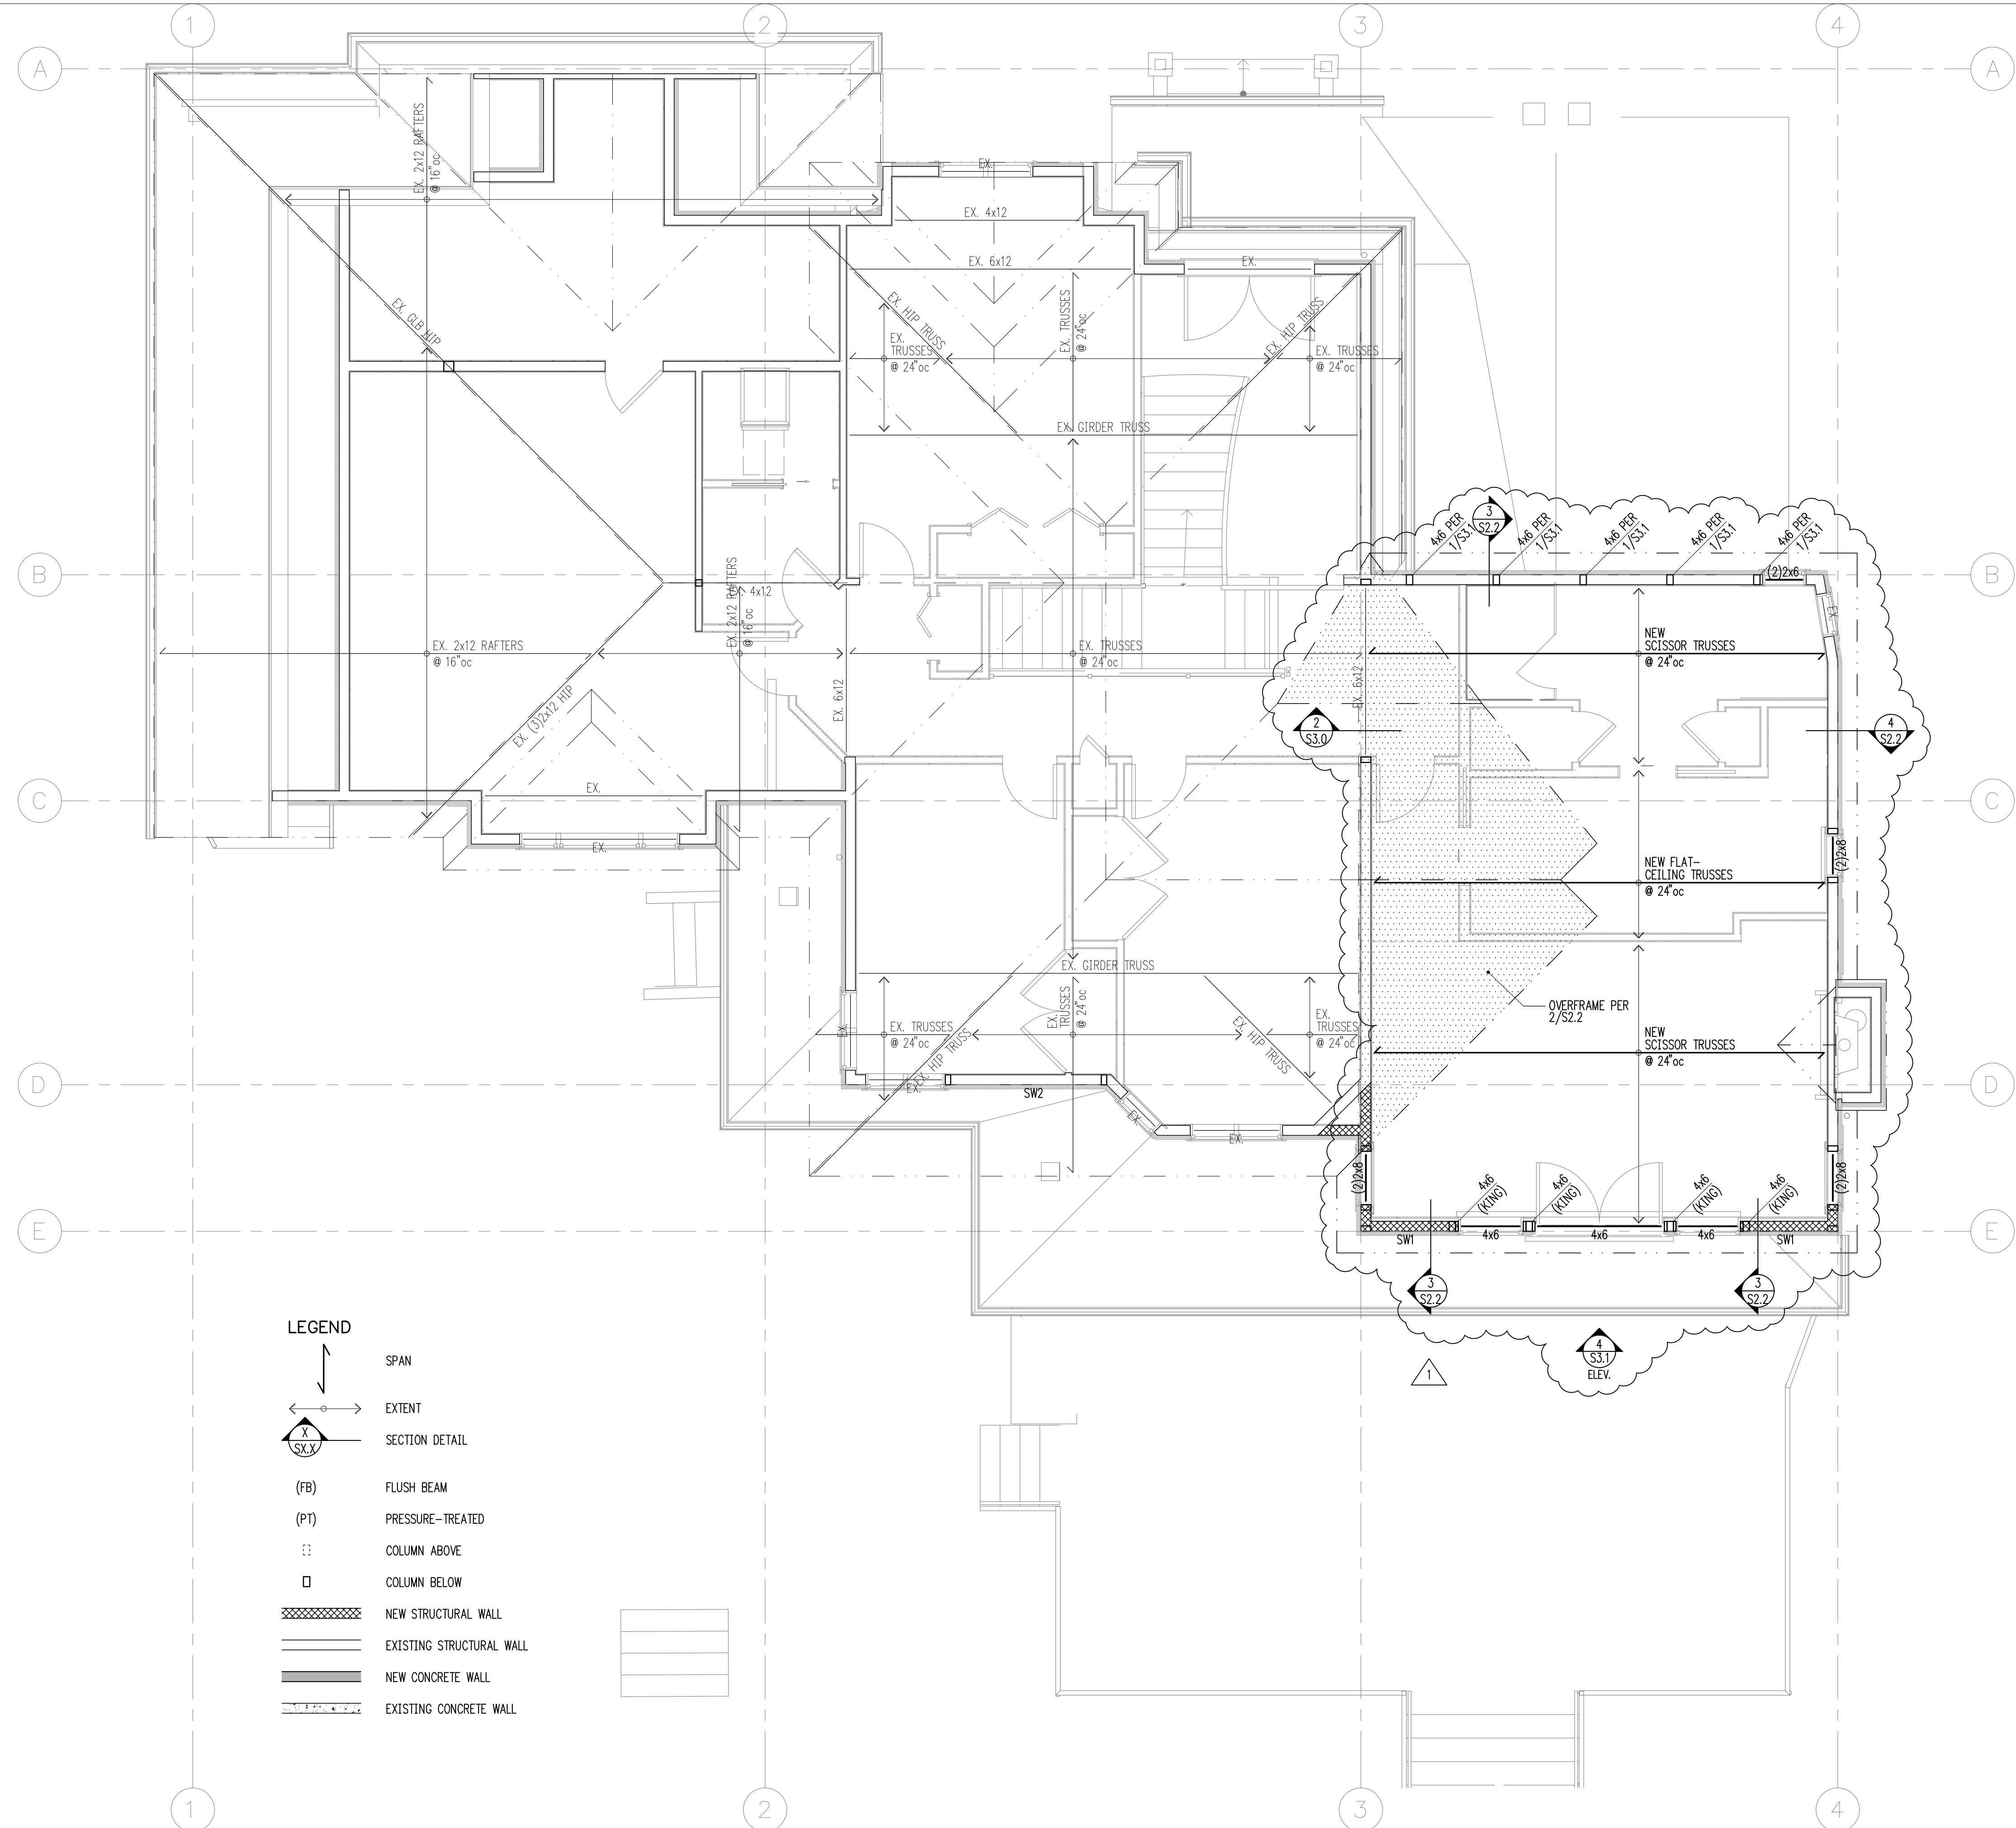 1
2
3
4
A
A
EX. 2x12 RAFTERS
@ 16"oc
EX.
EX. 4x12
EX. 6x12
EX.
EX. GLB HIP
EX. HIP TRUSS
EX. TRUSSES
@ 24"oc
EX. HIP TRUSS
EX.
TRUSSES
@ 24"oc
EX. TRUSSES
@ 24"oc
EX. GIRDER TRUSS
3
S2.2
4x6 PER
1/S3.1
4x6 PER
1/S3.1
4x6 PER
1/S3.1
4x6 PER
1/S3.1
4x6 PER
1/S3.1
B
B
(2)2x6
EX.
EX. 2x12 RAFTERS
@ 16"oc
EX. 4x12
EX. 2x12 RAFTERS
@ 16"oc
EX. TRUSSES
@ 24"oc
NEW
SCISSOR TRUSSES
@ 24"oc
EX. (3)2x12 HIP
EX. 6x12
EX. 6x12
2
S3.0
4
S2.2
C
C
EX.
EX.
(2)2x8
NEW FLAT-
CEILING TRUSSES
@ 24"oc
EX. GIRDER TRUSS
OVERFRAME PER
2/S2.2
EX.
EX. TRUSSES
@ 24"oc
EX.
TRUSSES
@ 24"oc
EX. HIP TRUSS
EX. HIP TRUSS
EX.
TRUSSES
@ 24"oc
NEW
SCISSOR TRUSSES
@ 24"oc
D
D
EX.
SW2
EX.
EX.
(2)2x8
4x6
(KING)
4x6
(KING)
4x6
(KING)
4x6
(KING)
(2)2x8
E
E
SW1
4x6
4x6
4x6
SW1
3
S2.2
3
S2.2
4
S3.1
ELEV.
1
LEGEND
SPAN
EXTENT
X
SX.X
SECTION DETAIL
(FB)
FLUSH BEAM
(PT)
PRESSURE-TREATED
COLUMN ABOVE
COLUMN BELOW
NEW STRUCTURAL WALL
EXISTING STRUCTURAL WALL
NEW CONCRETE WALL
EXISTING CONCRETE WALL
1
2
3
4